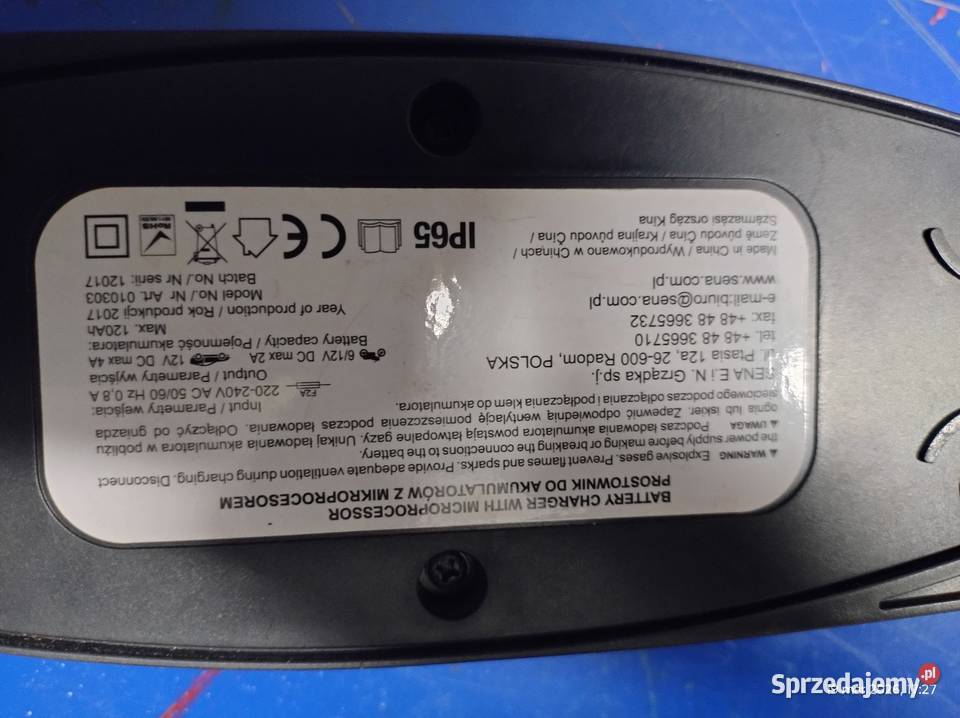 BATTERY CHARGER WITH MICROPROCESSOR
PROSTOWNIK DO AKUMULATORÓW Z MIKROPROCESOREM
WARNING Explosive gases. Prevent flames and sparks. Provide adequate ventilation during charging. Disconnect
the power supply before making or breaking the connections to the battery.
UWAGA Podczas ładowania akumulatora powstają łatwopalne gazy. Unikaj ładowania akumulatora w pobliżu
ognia lub iskier. Zapewnij odpowiednią wentylację pomieszczenia podczas ładowania. Odłączyć od gniazda
sieciowego podczas odłączania i podłączania klem do akumulatora.
SENA E.i N. Grządka sp.j.
ul. Ptasia 12a, 26-600 Radom, POLSKA
tel. +48 48 3665710
fax: +48 48 3665732
e-mail:biuro@sena.com.pl
www.sena.com.pl
Made in China / Wyprodukowano w Chinach /
Země původu Čína / Krajina pôvodu Čína /
Származási ország Kína
Input / Parametry wejścia:
220-240V AC 50/60 Hz 0,8 A
F2A
Output / Parametry wyjścia
6/12V DC max 2A 12V DC max 4A
Battery capacity / Pojemność akumulatora:
Max. 120Ah
Year of production / Rok produkcji 2017
Model No./ Nr Art. 010303
Batch No./ Nr serii: 12017
IP65
CE
RoHS
Sprzedajemy.pl